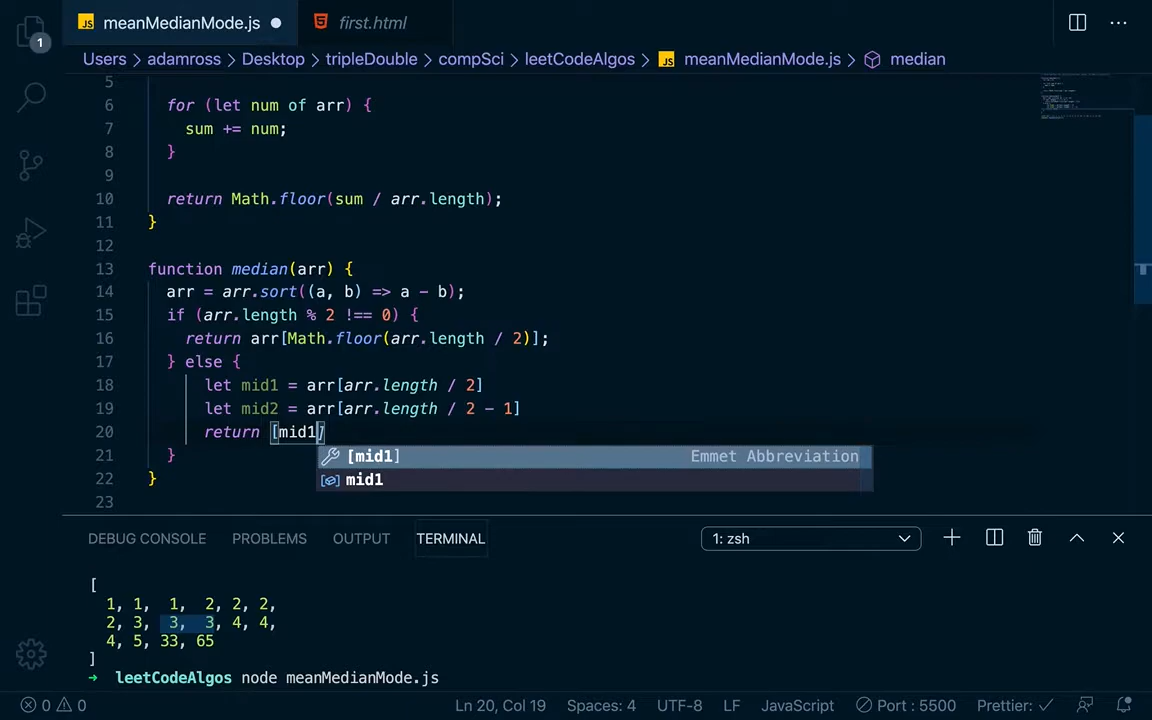 meanMedianMode.js first.html
1
Users > adamross > Desktop > tripleDouble > compSci > leetCodeAlgos > JS meanMedianMode.js > median
5
6 for (let num of arr) {
7 sum += num;
8 }
9
10 return Math.floor(sum / arr.length);
11 }
12
13 function median(arr) {
14 arr = arr.sort((a, b) => a - b);
15 if (arr.length % 2 !== 0) {
16 return arr[Math.floor(arr.length / 2)];
17 } else {
18 let mid1 = arr[arr.length / 2]
19 let mid2 = arr[arr.length / 2 - 1]
20 return [mid1]
[mid1] Emmet Abbreviation
21 }
mid1
22 }
23
DEBUG CONSOLE PROBLEMS OUTPUT TERMINAL 1: zsh
[
1, 1, 1, 2, 2, 2,
2, 3, 3, 3, 4, 4,
4, 5, 33, 65
]
→ leetCodeAlgos node meanMedianMode.js
0 0 Ln 20, Col 19 Spaces: 4 UTF-8 LF JavaScript Port : 5500 Prettier: ✓